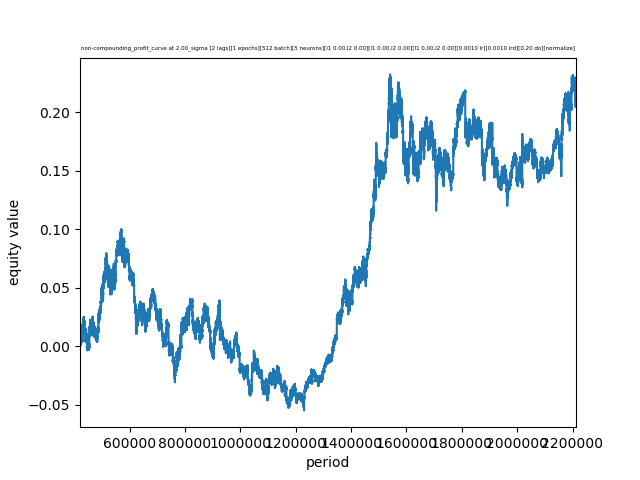 non-compounding_profit_curve at 2.00_sigma [2 lags][1 epochs][512 batch][5 neurons][l1 0.00,l2 0.00][l1 0.00,l2 0.00][l1 0.00,l2 0.00][0.0010 lr][0.0010 lrd][0.20 do][normalize]
0.20
0.15
0.10
0.05
0.00
−0.05
equity value
600000 800000 1000000 1200000 1400000 1600000 1800000 2000000 2200000
period